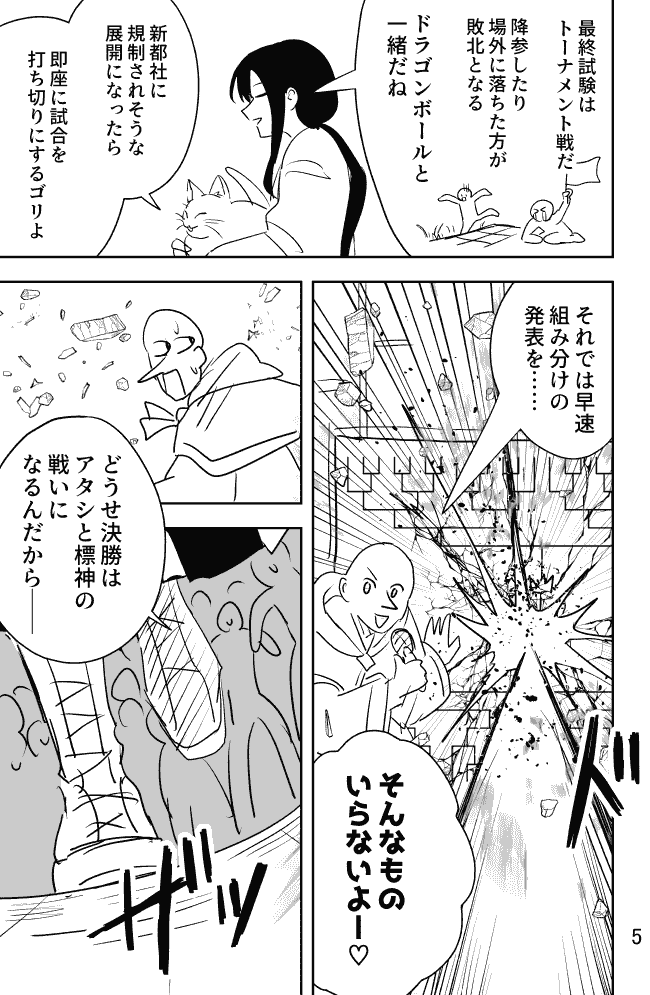 最終試験は
トーナメント戦だ
降参したり
場外に落ちた方が
敗北となる
ドラゴンボールと
一緒だね
新都社に
規制されそうな
展開になったら
即座に試合を
打ち切りにするゴリよ
それでは早速
組み分けの
発表を……
そんなもの
いらないよー♡
ドズ
どうせ決勝は
アタシと標神の
戦いに
なるんだから――
5